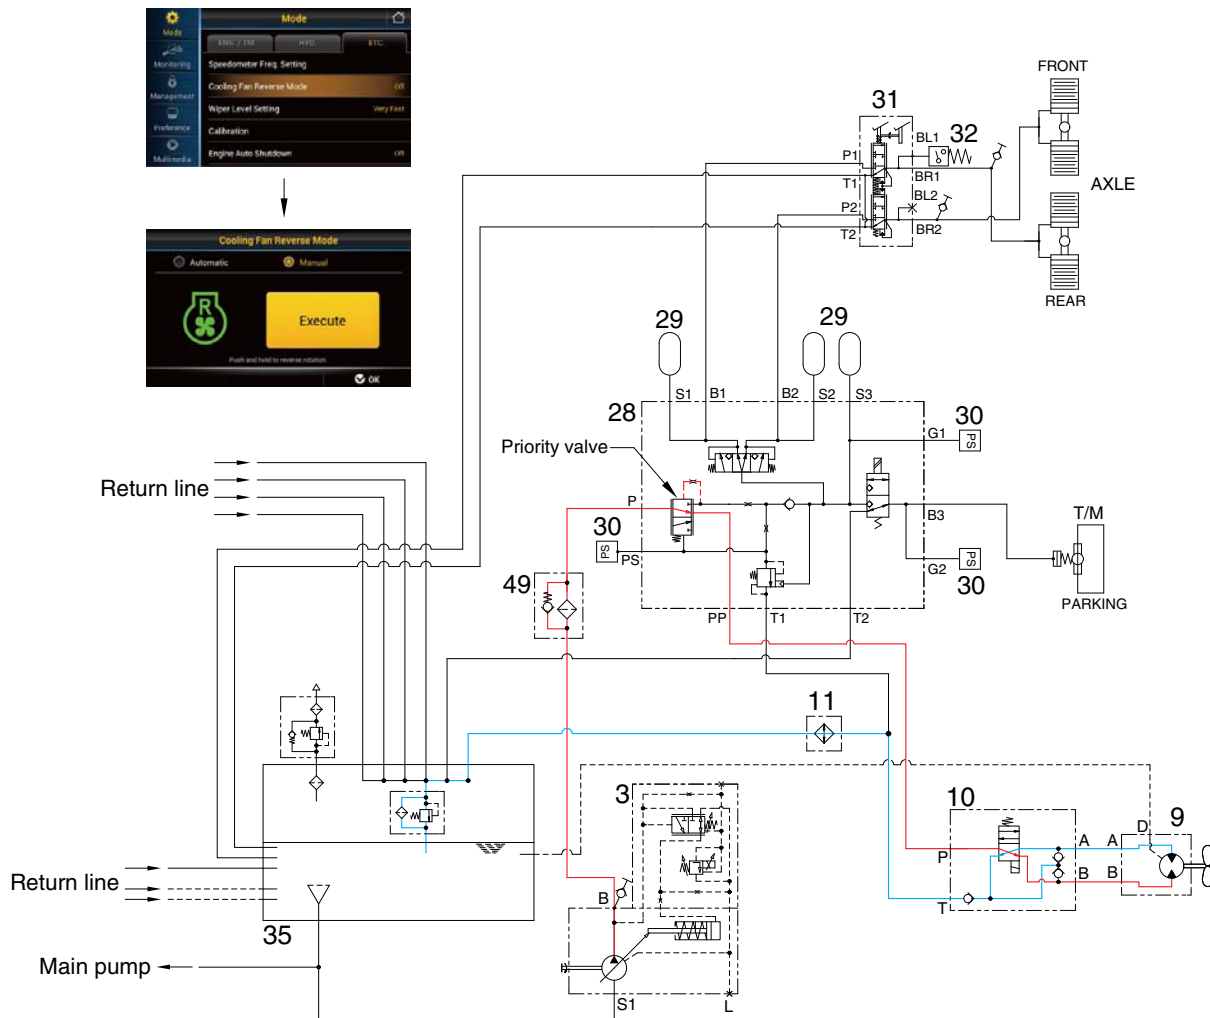 Mode
Mode
ENG / TM
HYD
ETC.
Monitoring
Speedometer Freq. Setting
Cooling Fan Reverse Mode
Off
Management
Wiper Level Setting
Very Fast
Preference
Calibration
Multimedia
Engine Auto Shutdown
Off
Cooling Fan Reverse Mode
Automatic
Manual
R
Execute
Push and hold to reverse rotation
OK
FRONT
31
32
BL1
P1
BR1
T1
AXLE
BL2
P2
BR2
T2
REAR
29
29
S1
B1
B2
S2
S3
28
G1
30
PS
Priority valve
Return line
P
B3
T/M
30
PS
PS
G2
PS
30
PARKING
49
PP
T1
T2
11
3
10
9
D
P
A
A
B
B
T
Return line
B
35
Main pump
S1
L